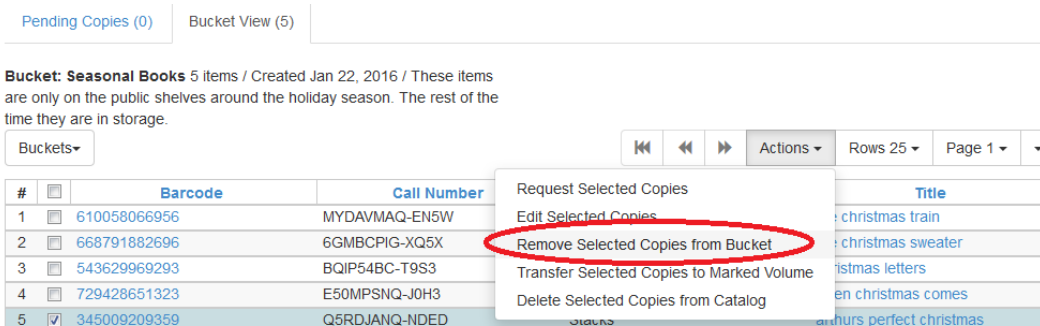 Pending Copies (0) Bucket View (5)
Bucket: Seasonal Books 5 items / Created Jan 22, 2016 / These items
are only on the public shelves around the holiday season. The rest of the
time they are in storage.
Buckets Actions Rows 25 Page 1
# Barcode Call Number Title
Request Selected Copies
1 610058066956 MYDAVMAQ-EN5W christmas train
Edit Selected Copies
2 668791882696 6GMBCPIG-XQ5X christmas sweater
Remove Selected Copies from Bucket
3 543629969293 BQIP54BC-T9S3 ristmas letters
Transfer Selected Copies to Marked Volume
4 729428651323 E50MPSNQ-J0H3 en christmas comes
Delete Selected Copies from Catalog
5 345009209359 Q5RDJANQ-NDED Stacks arthurs perfect christmas